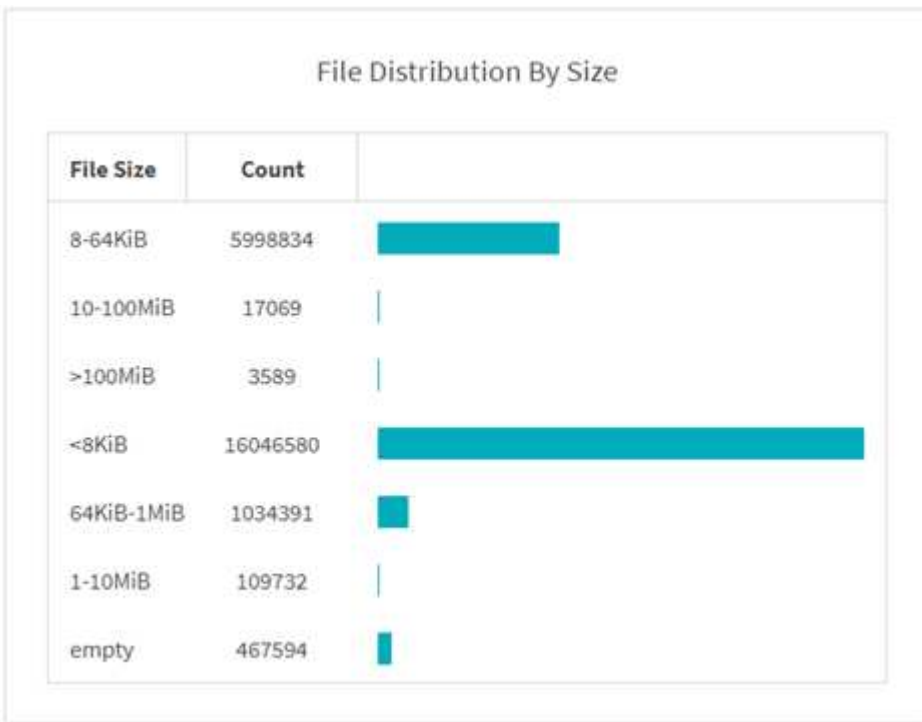 File Distribution By Size
File Size Count
8-64KiB 5998834
10-100MiB 17069
>100MiB 3589
<8KiB 16046580
64KiB-1MiB 1034391
1-10MiB 109732
empty 467594